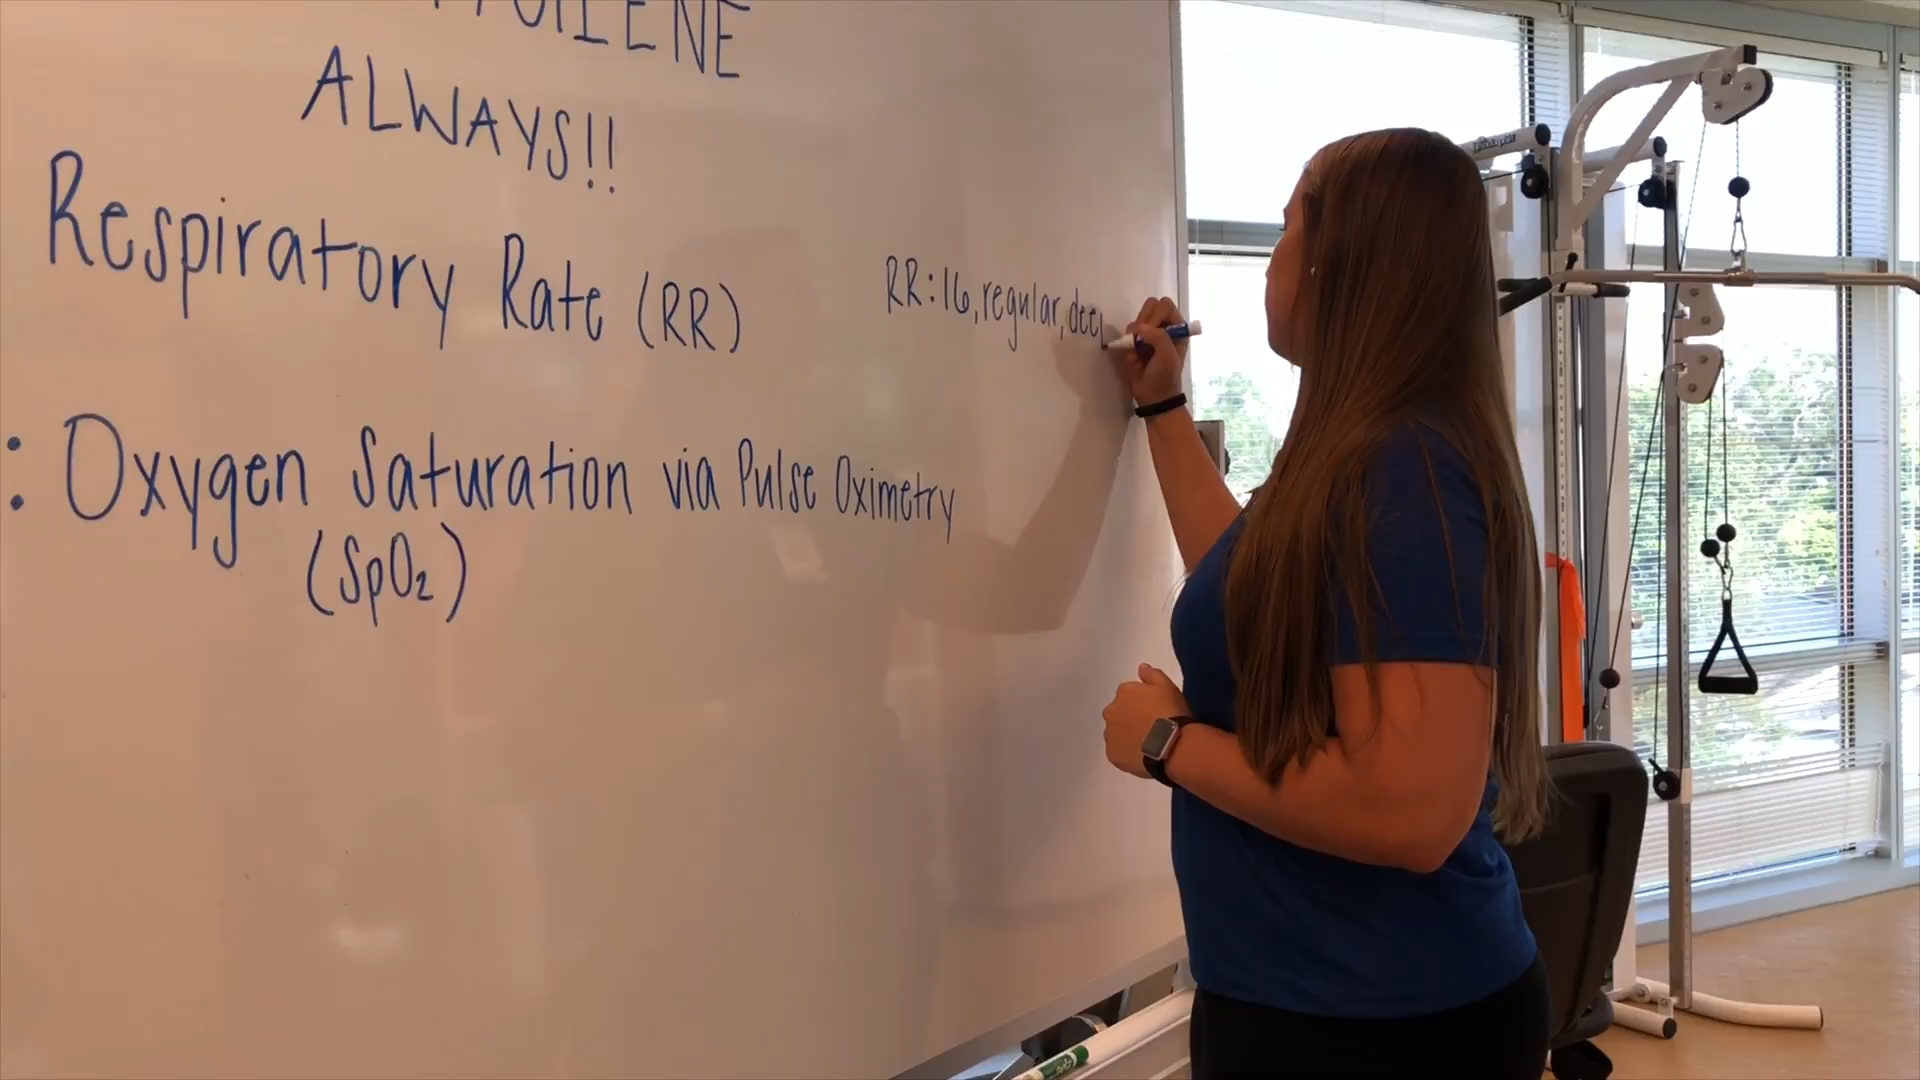 ALWAYS!!
Respiratory Rate (RR)
RR: 16, regular,
: Oxygen Saturation via Pulse Oximetry
(SpO₂)